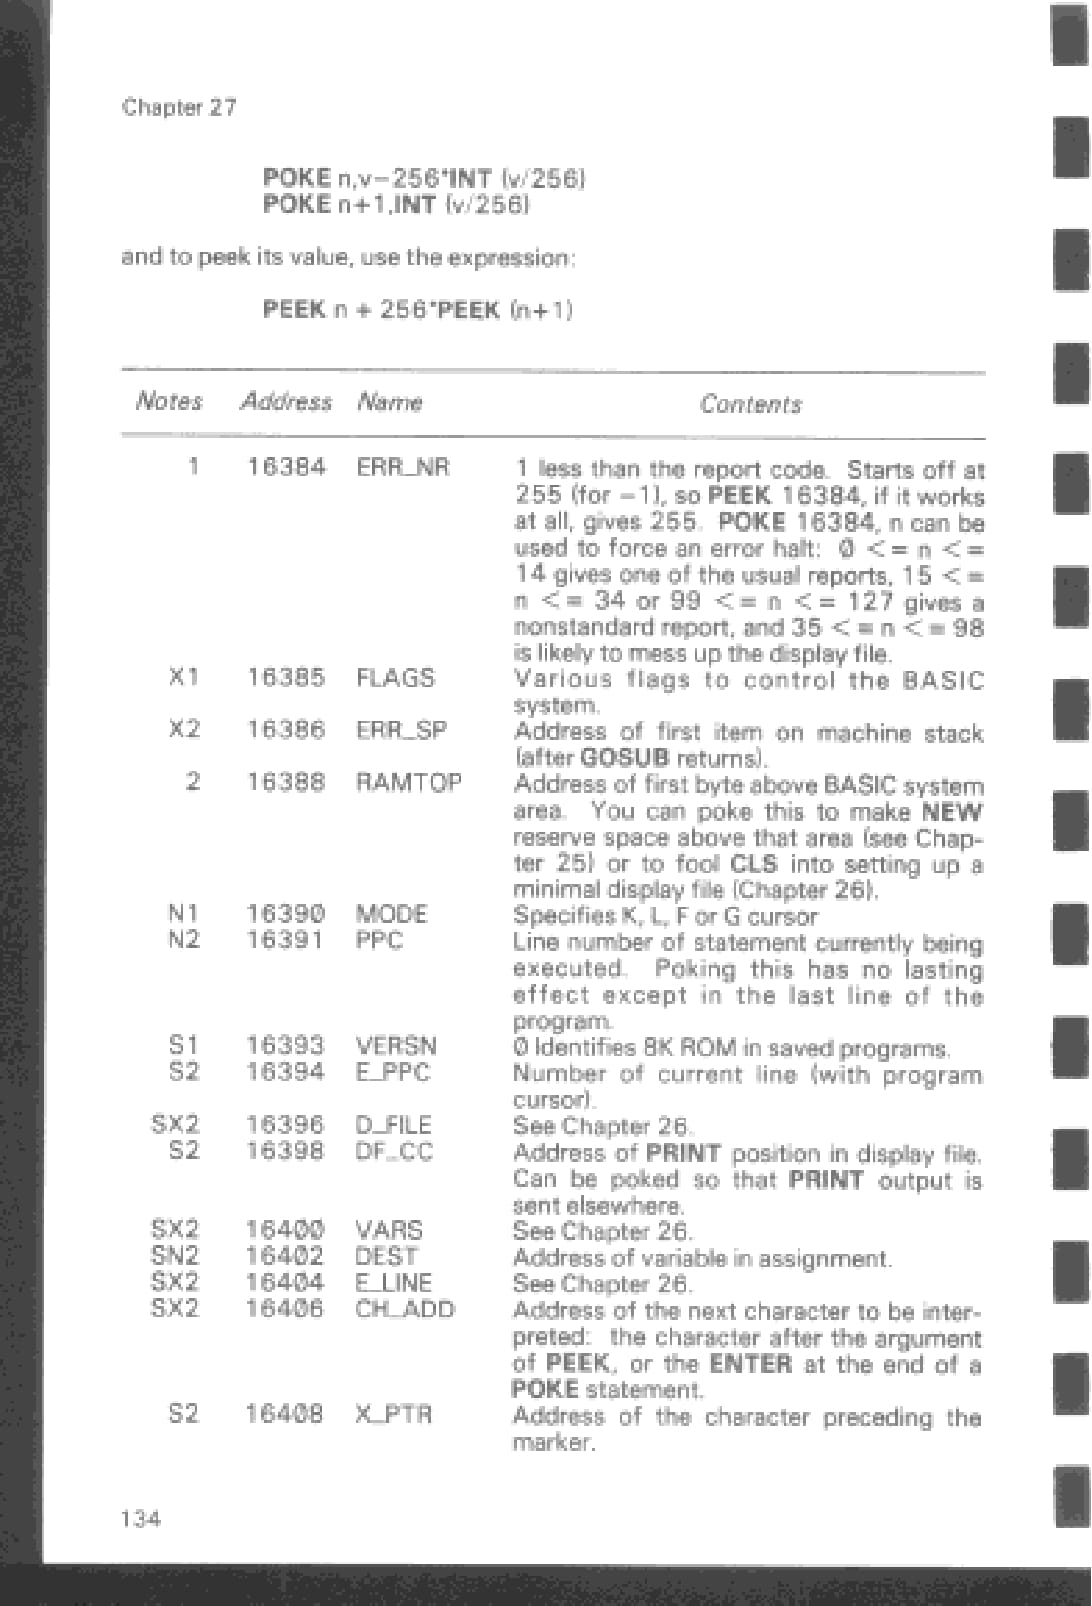 Chapter 27
POKE n,v−256*INT (v/256)
POKE n+1,INT (v/256)
and to peek its value, use the expression:
PEEK n + 256*PEEK (n+1)
Notes Address Name Contents
1 16384 ERR_NR 1 less than the report code. Starts off at
255 (for −1), so PEEK 16384, if it works
at all, gives 255. POKE 16384, n can be
used to force an error halt: 0 <= n <=
14 gives one of the usual reports, 15 <=
n <= 34 or 99 <= n <= 127 gives a
nonstandard report, and 35 <= n <= 98
is likely to mess up the display file.
X1 16385 FLAGS Various flags to control the BASIC
system.
X2 16386 ERR_SP Address of first item on machine stack
(after GOSUB returns).
2 16388 RAMTOP Address of first byte above BASIC system
area. You can poke this to make NEW
reserve space above that area (see Chap-
ter 25) or to fool CLS into setting up a
minimal display file (Chapter 26).
N1 16390 MODE Specifies K, L, F or G cursor
N2 16391 PPC Line number of statement currently being
executed. Poking this has no lasting
effect except in the last line of the
program.
S1 16393 VERSN 0 Identifies 8K ROM in saved programs.
S2 16394 E_PPC Number of current line (with program
cursor).
SX2 16396 D_FILE See Chapter 26.
S2 16398 DF_CC Address of PRINT position in display file.
Can be poked so that PRINT output is
sent elsewhere.
SX2 16400 VARS See Chapter 26.
SN2 16402 DEST Address of variable in assignment.
SX2 16404 E_LINE See Chapter 26.
SX2 16406 CH_ADD Address of the next character to be inter-
preted: the character after the argument
of PEEK, or the ENTER at the end of a
POKE statement.
S2 16408 X_PTR Address of the character preceding the
marker.
134